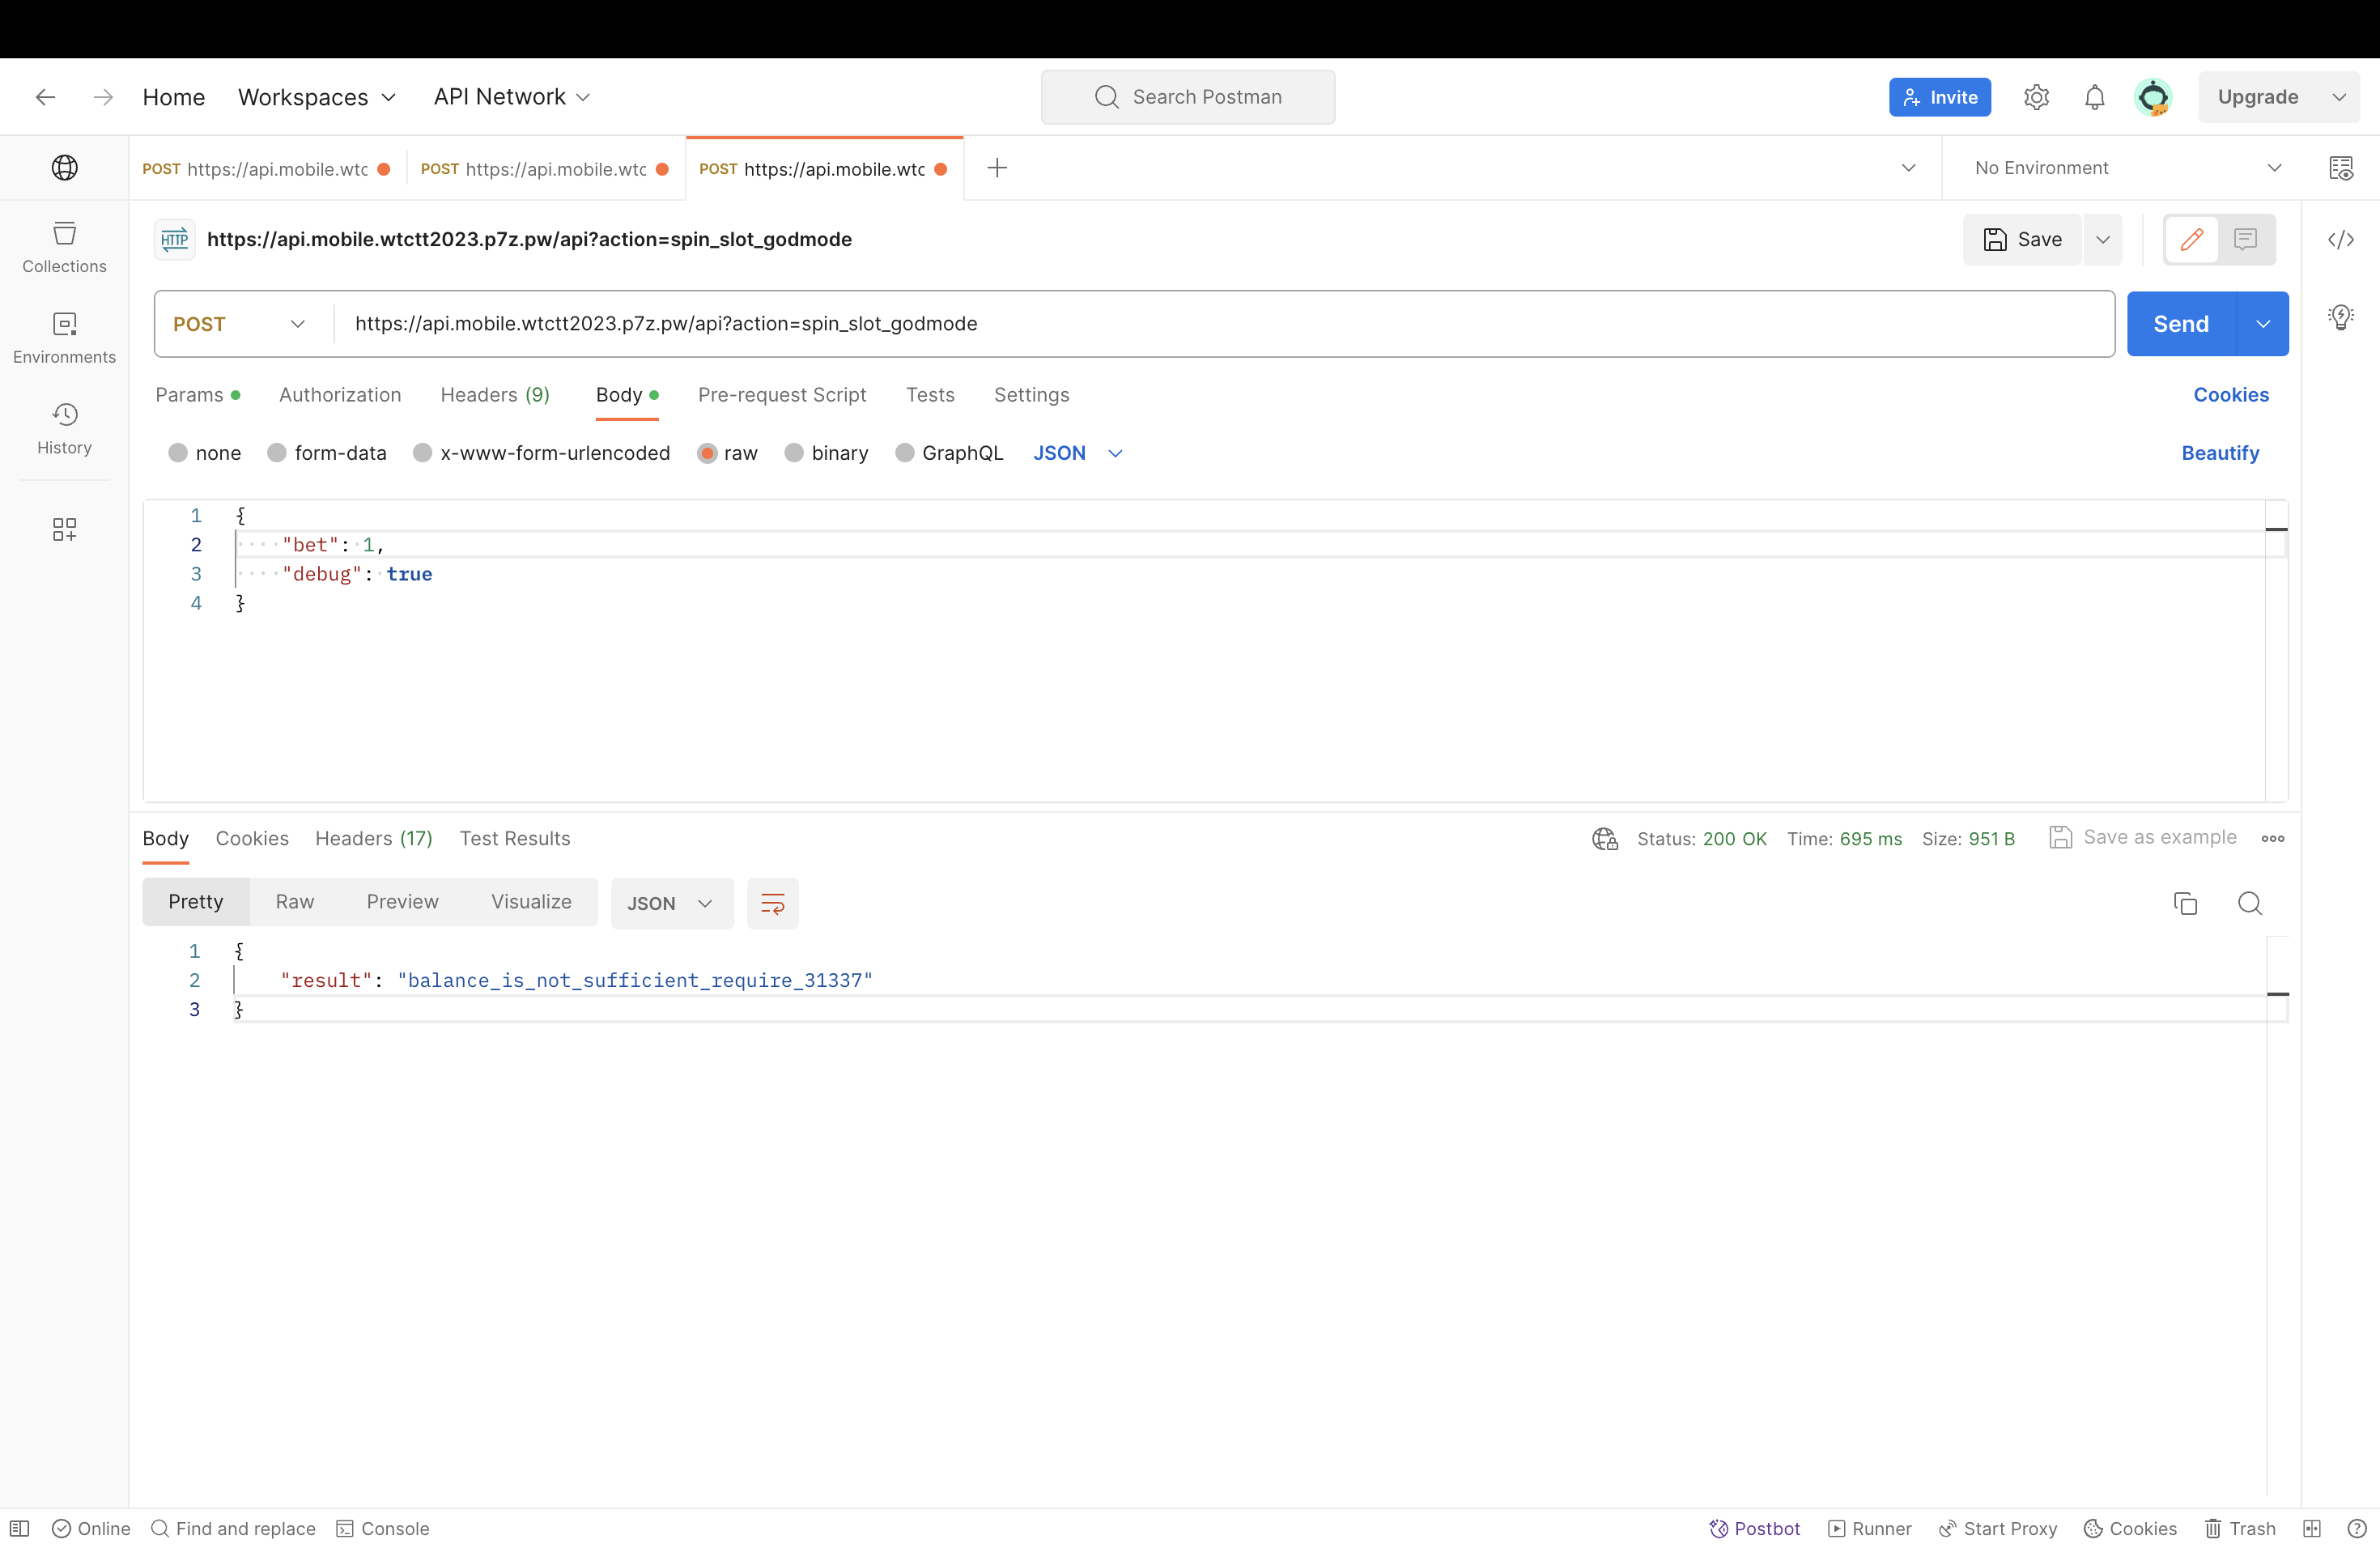 Home Workspaces API Network Search Postman Invite Upgrade
POST https://api.mobile.wtc POST https://api.mobile.wtc POST https://api.mobile.wtc No Environment
HTTP https://api.mobile.wtctt2023.p7z.pw/api?action=spin_slot_godmode Save
Collections
POST https://api.mobile.wtctt2023.p7z.pw/api?action=spin_slot_godmode Send
Environments
Params Authorization Headers (9) Body Pre-request Script Tests Settings Cookies
History
none form-data x-www-form-urlencoded raw binary GraphQL JSON Beautify
1 {
2 "bet": 1,
3 "debug": true
4 }
Body Cookies Headers (17) Test Results Status: 200 OK Time: 695 ms Size: 951 B Save as example
Pretty Raw Preview Visualize JSON
1 {
2 "result": "balance_is_not_sufficient_require_31337"
3 }
Online Find and replace Console Postbot Runner Start Proxy Cookies Trash